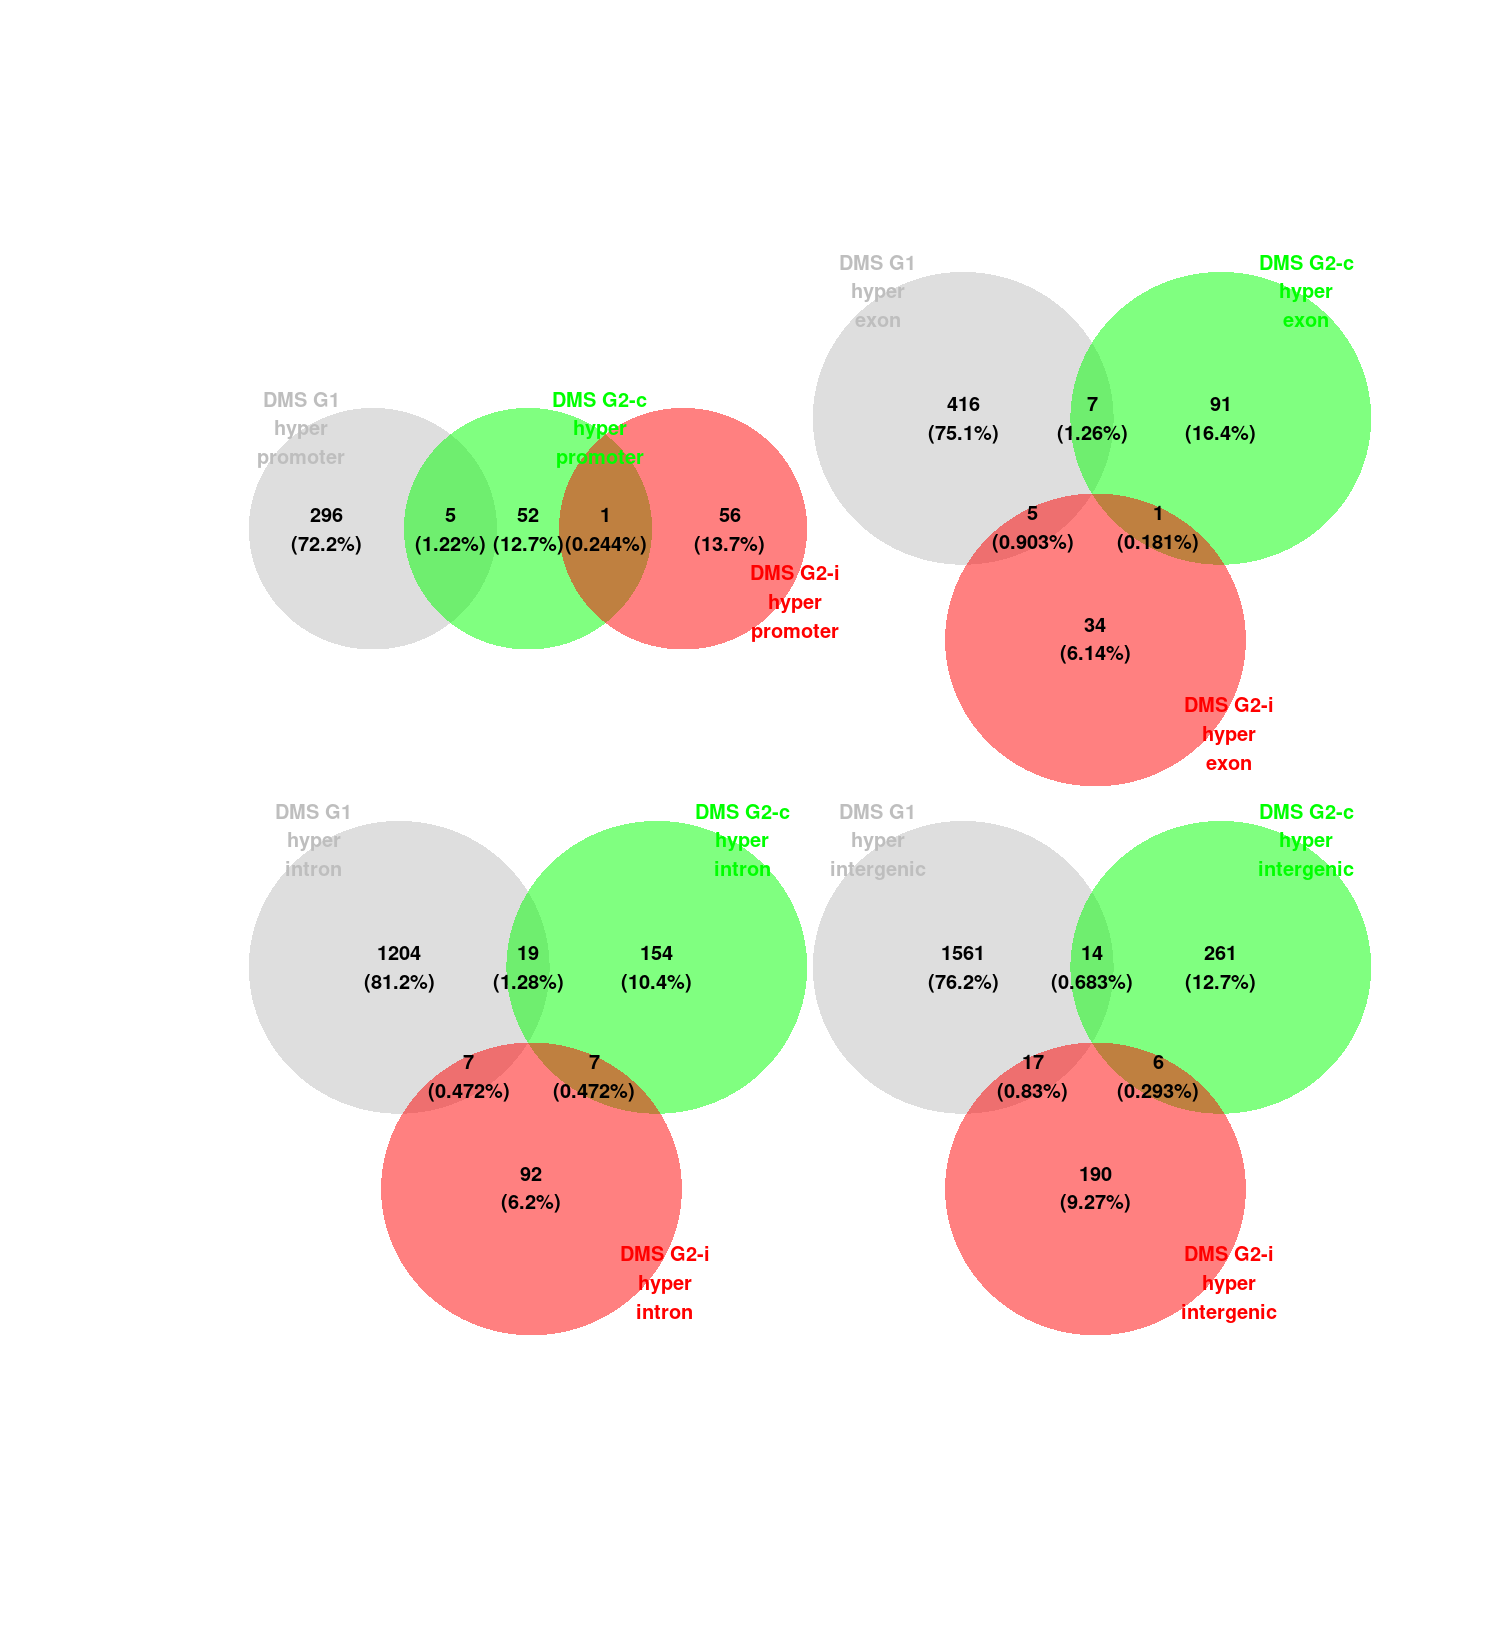 DMS G1
hyper
promoter
DMS G2-c
hyper
promoter
296
(72.2%)
5
(1.22%)
52
(12.7%)
1
(0.244%)
56
(13.7%)
DMS G2-i
hyper
promoter
DMS G1
hyper
exon
DMS G2-c
hyper
exon
416
(75.1%)
7
(1.26%)
91
(16.4%)
5
(0.903%)
1
(0.181%)
34
(6.14%)
DMS G2-i
hyper
exon
DMS G1
hyper
intron
DMS G2-c
hyper
intron
1204
(81.2%)
19
(1.28%)
154
(10.4%)
7
(0.472%)
7
(0.472%)
92
(6.2%)
DMS G2-i
hyper
intron
DMS G1
hyper
intergenic
DMS G2-c
hyper
intergenic
1561
(76.2%)
14
(0.683%)
261
(12.7%)
17
(0.83%)
6
(0.293%)
190
(9.27%)
DMS G2-i
hyper
intergenic